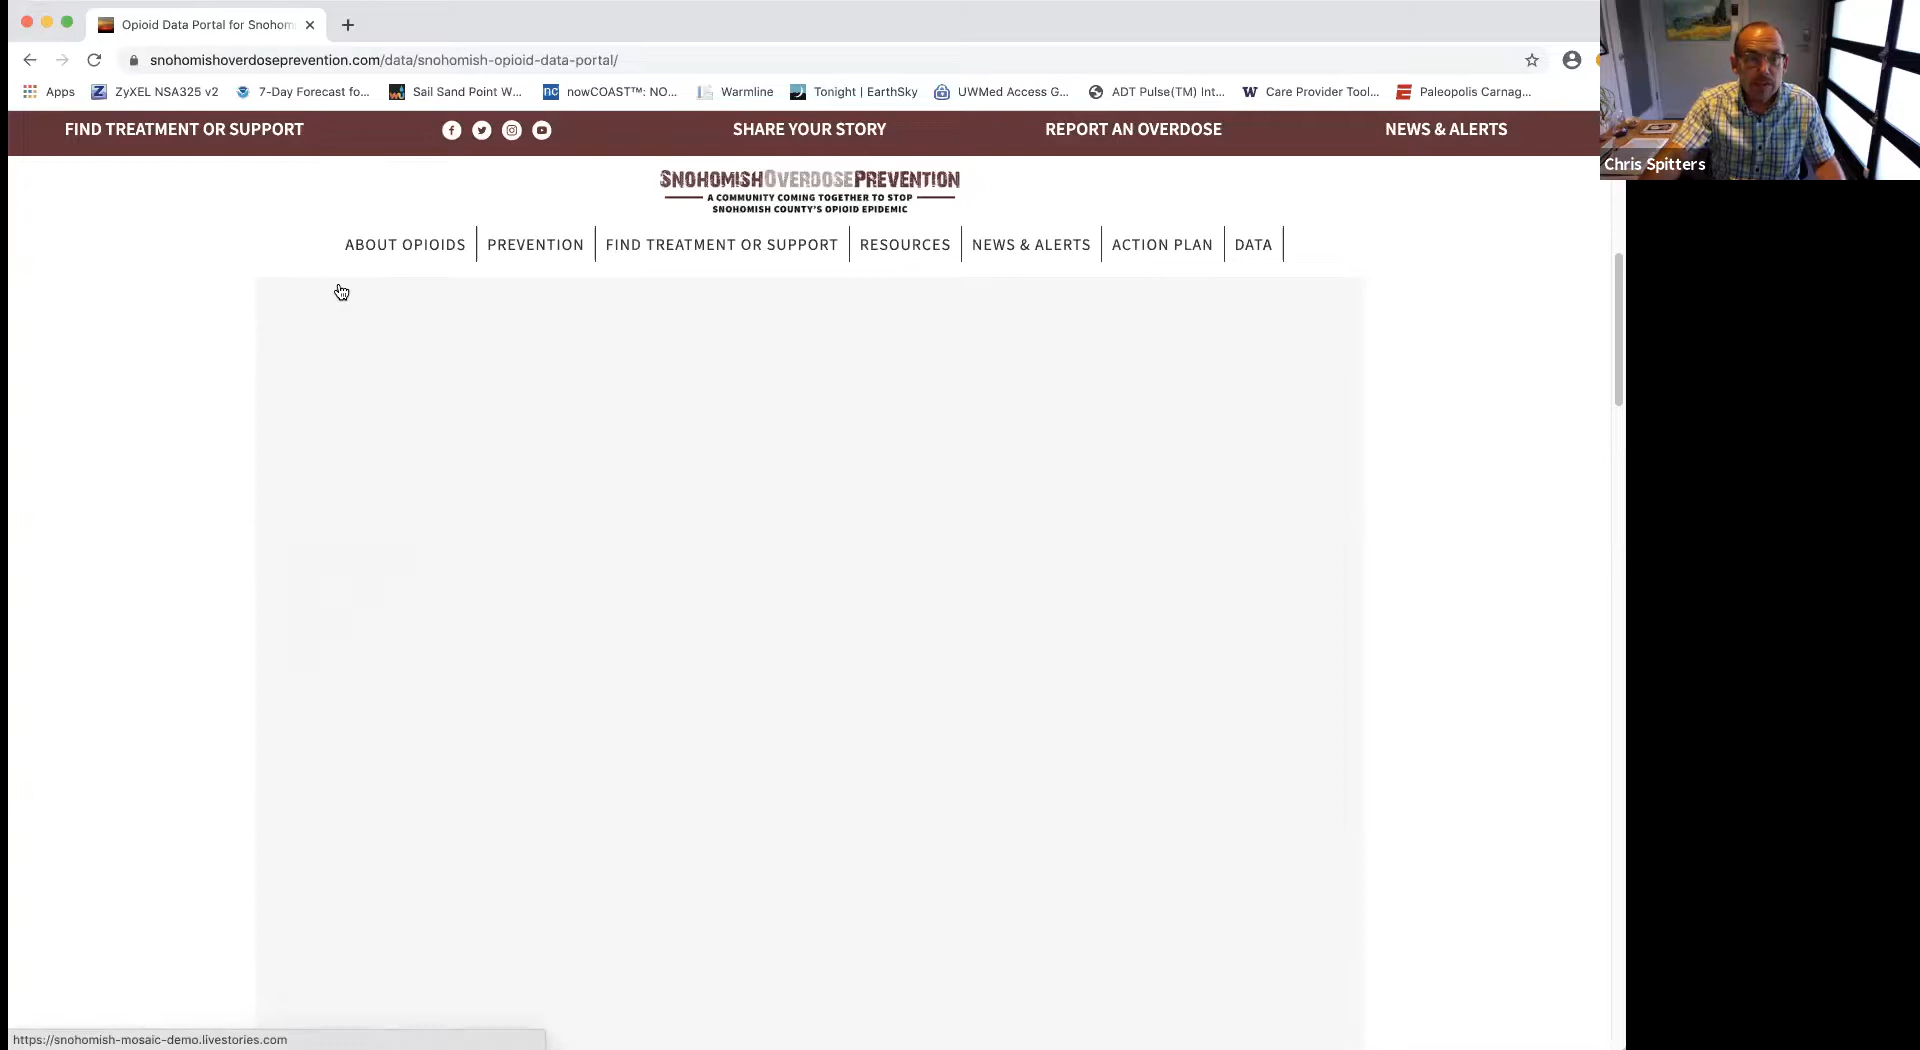 Opioid Data Portal for Snohom
snohomishoverdoseprevention.com/data/snohomish-opioid-data-portal/
Apps ZyXEL NSA325 v2 7-Day Forecast fo... Sail Sand Point W... nowCOAST™: NO... Warmline Tonight | EarthSky UWMed Access G... ADT Pulse(TM) Int... Care Provider Tool... Paleopolis Carnag...
FIND TREATMENT OR SUPPORT SHARE YOUR STORY REPORT AN OVERDOSE NEWS & ALERTS
Chris Spitters
SNOHOMISHOVERDOSEPREVENTION
A COMMUNITY COMING TOGETHER TO STOP
SNOHOMISH COUNTY'S OPIOID EPIDEMIC
ABOUT OPIOIDS PREVENTION FIND TREATMENT OR SUPPORT RESOURCES NEWS & ALERTS ACTION PLAN DATA
https://snohomish-mosaic-demo.livestories.com